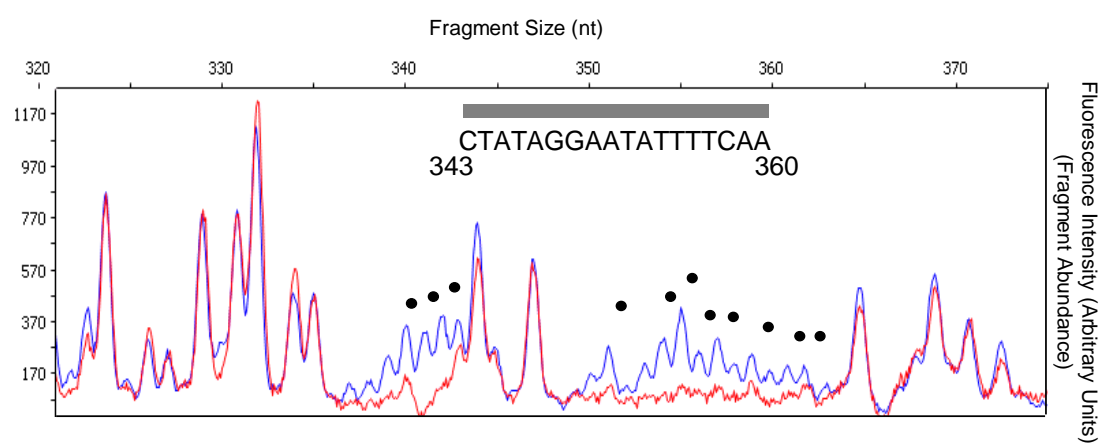 Fragment Size (nt)
320 330 340 350 360 370
1170
970
770
570
370
170
CTATAGGAATATTTTCAA
343 360
Fluorescence Intensity (Arbitrary Units)
(Fragment Abundance)